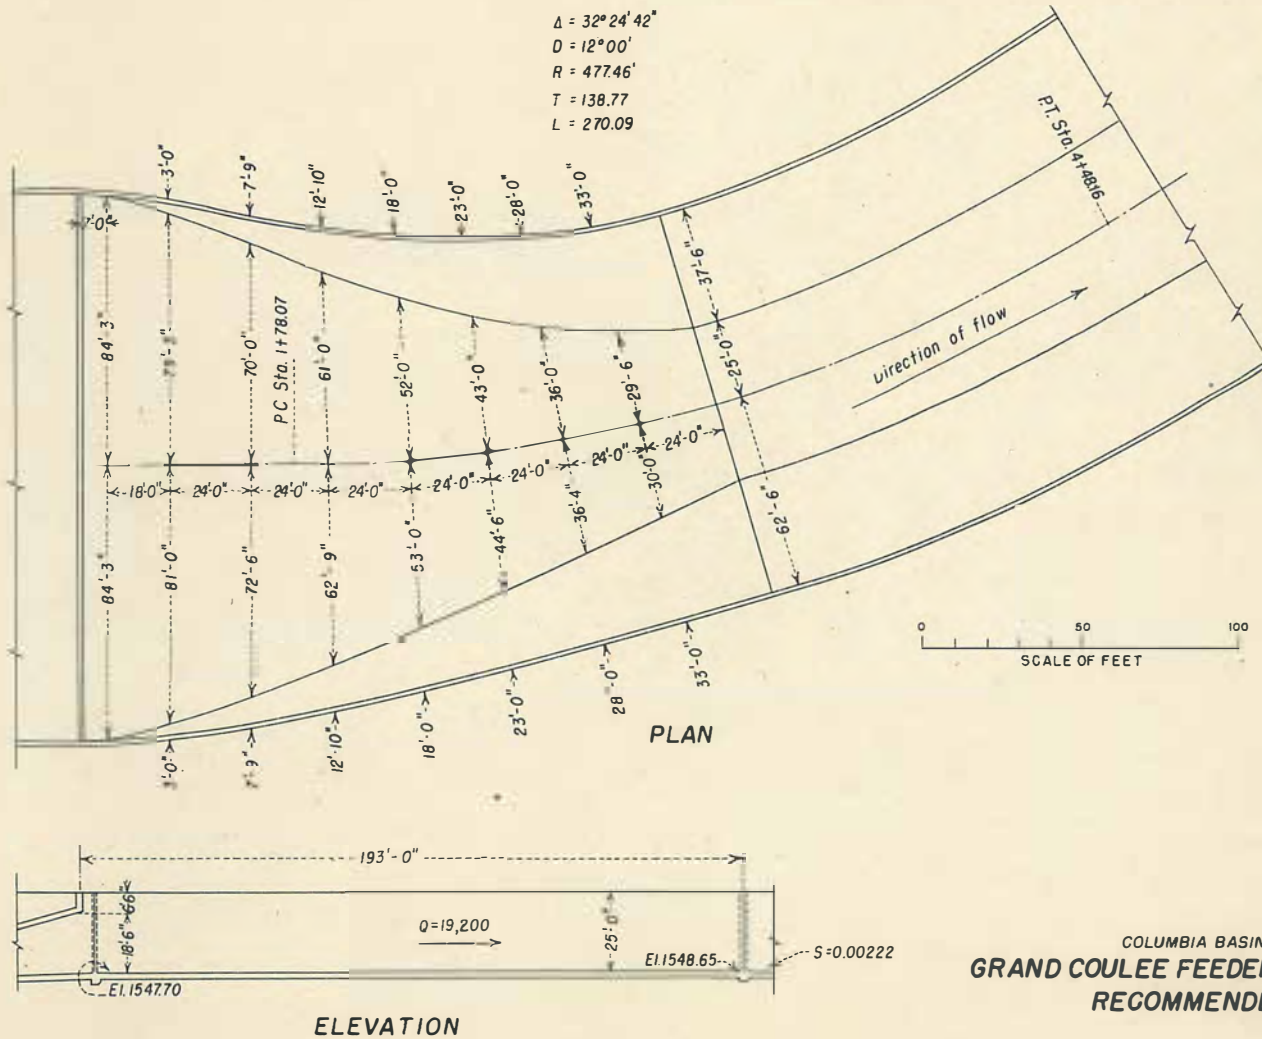 Δ = 32°24'42"
D = 12°00'
R = 477.46'
T = 138.77
L = 270.09
3'-0"
7'-9"
12'-10"
18'-0"
23'-0"
28'-0"
33'-0"
P.T. Sta. 4+48.16
84'-3"
70'-0"
PC Sta. 1+78.07
61'-0"
52'-0"
43'-0"
36'-0"
29'-6"
37'-6"
25'-0"
Direction of flow
18'-0" 24'-0" 24'-0" 24'-0" 24'-0" 24'-0" 24'-0" 24'-0"
84'-3"
81'-0"
72'-6"
62'-9"
53'-0"
44'-6"
36'-4"
30'-0"
62'-6"
0 50 100
SCALE OF FEET
3'-0"
7'-9"
12'-10"
18'-0"
23'-0"
28'-0"
33'-0"
PLAN
193'-0"
6'6"
18'-6"
Q=19,200
25'-0"
El.1547.70
El.1548.65
S=0.00222
ELEVATION
COLUMBIA BASIN
GRAND COULEE FEEDE
RECOMMEND